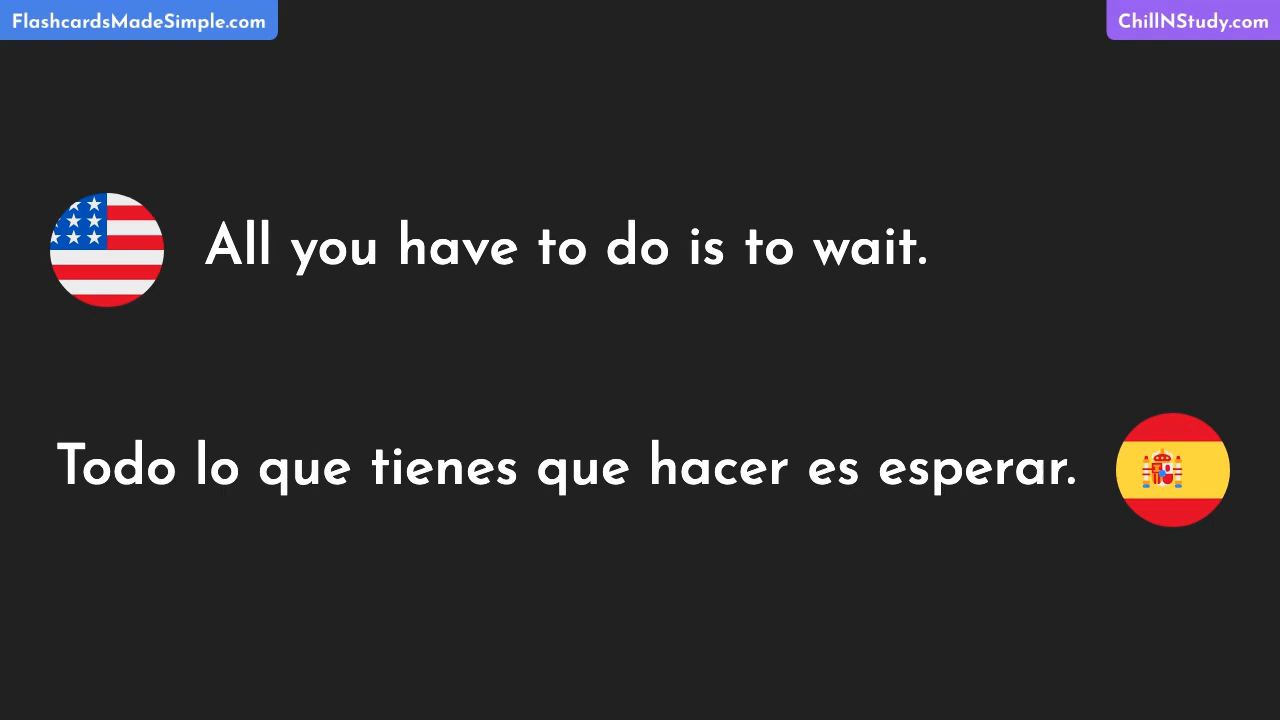 FlashcardsMadeSimple.com
ChillNStudy.com
All you have to do is to wait.
Todo lo que tienes que hacer es esperar.